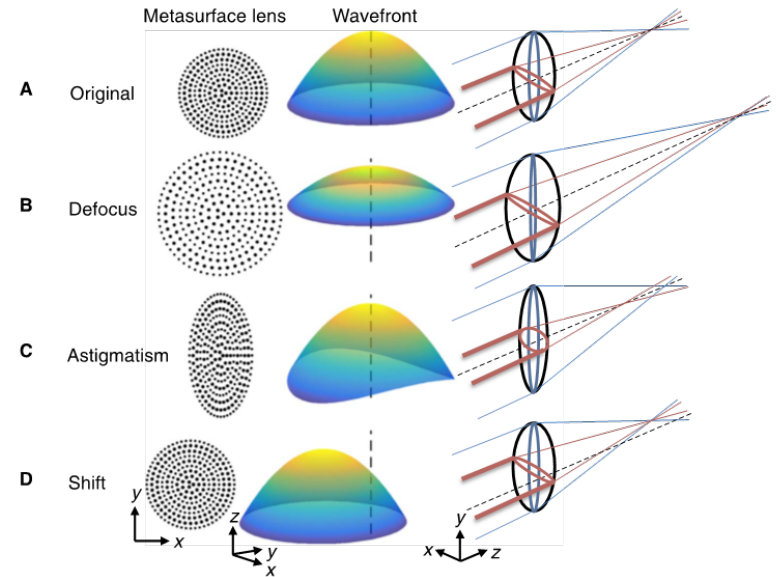 Metasurface lens Wavefront
A Original
B Defocus
C Astigmatism
D Shift
y
x
z
y
x
y
x
z